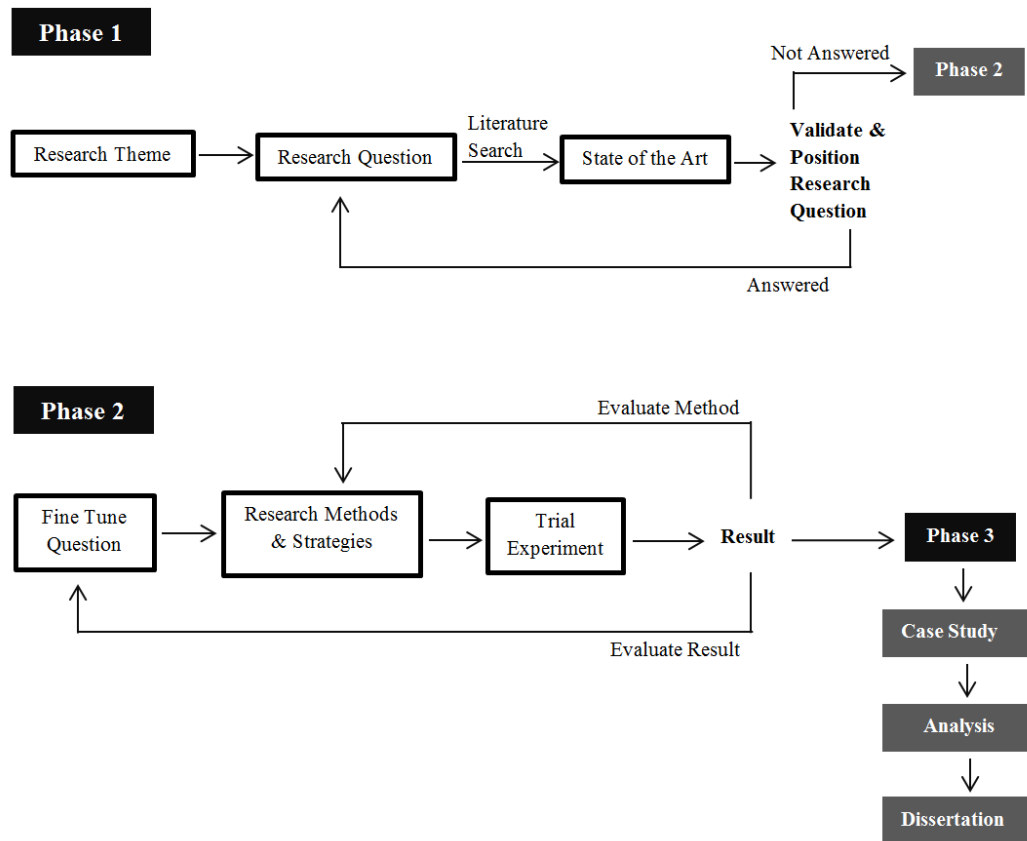 Phase 1
Not Answered
Phase 2
Research Theme
Research Question
Literature
Search
State of the Art
Validate &
Position
Research
Question
Answered
Phase 2
Evaluate Method
Fine Tune
Question
Research Methods
& Strategies
Trial
Experiment
Result
Phase 3
Evaluate Result
Case Study
Analysis
Dissertation